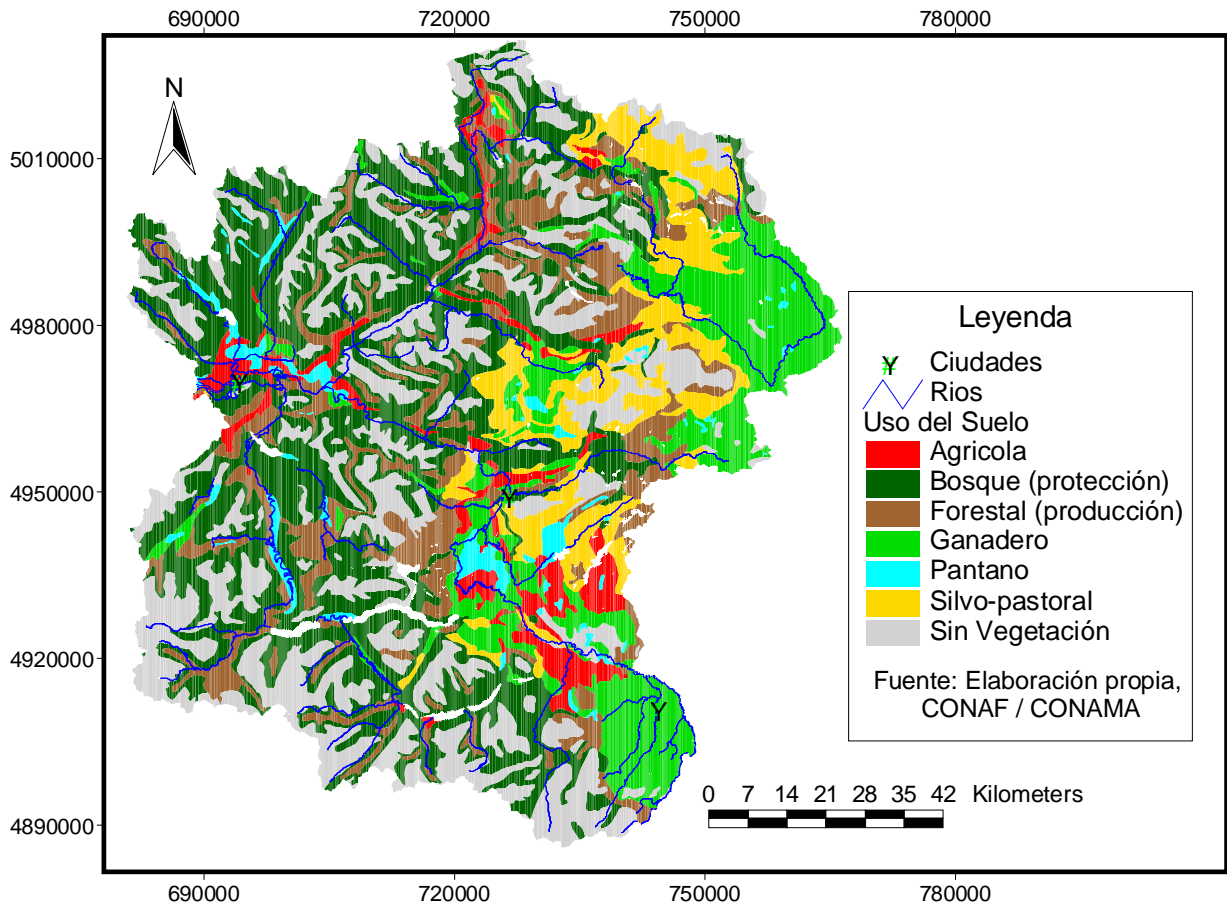 690000 720000 750000 780000
N
5010000
4980000
4950000
4920000
4890000
Leyenda
Ciudades
Rios
Uso del Suelo
Agricola
Bosque (protección)
Forestal (producción)
Ganadero
Pantano
Silvo-pastoral
Sin Vegetación
Fuente: Elaboración propia,
CONAF / CONAMA
0 7 14 21 28 35 42 Kilometers
690000 720000 750000 780000